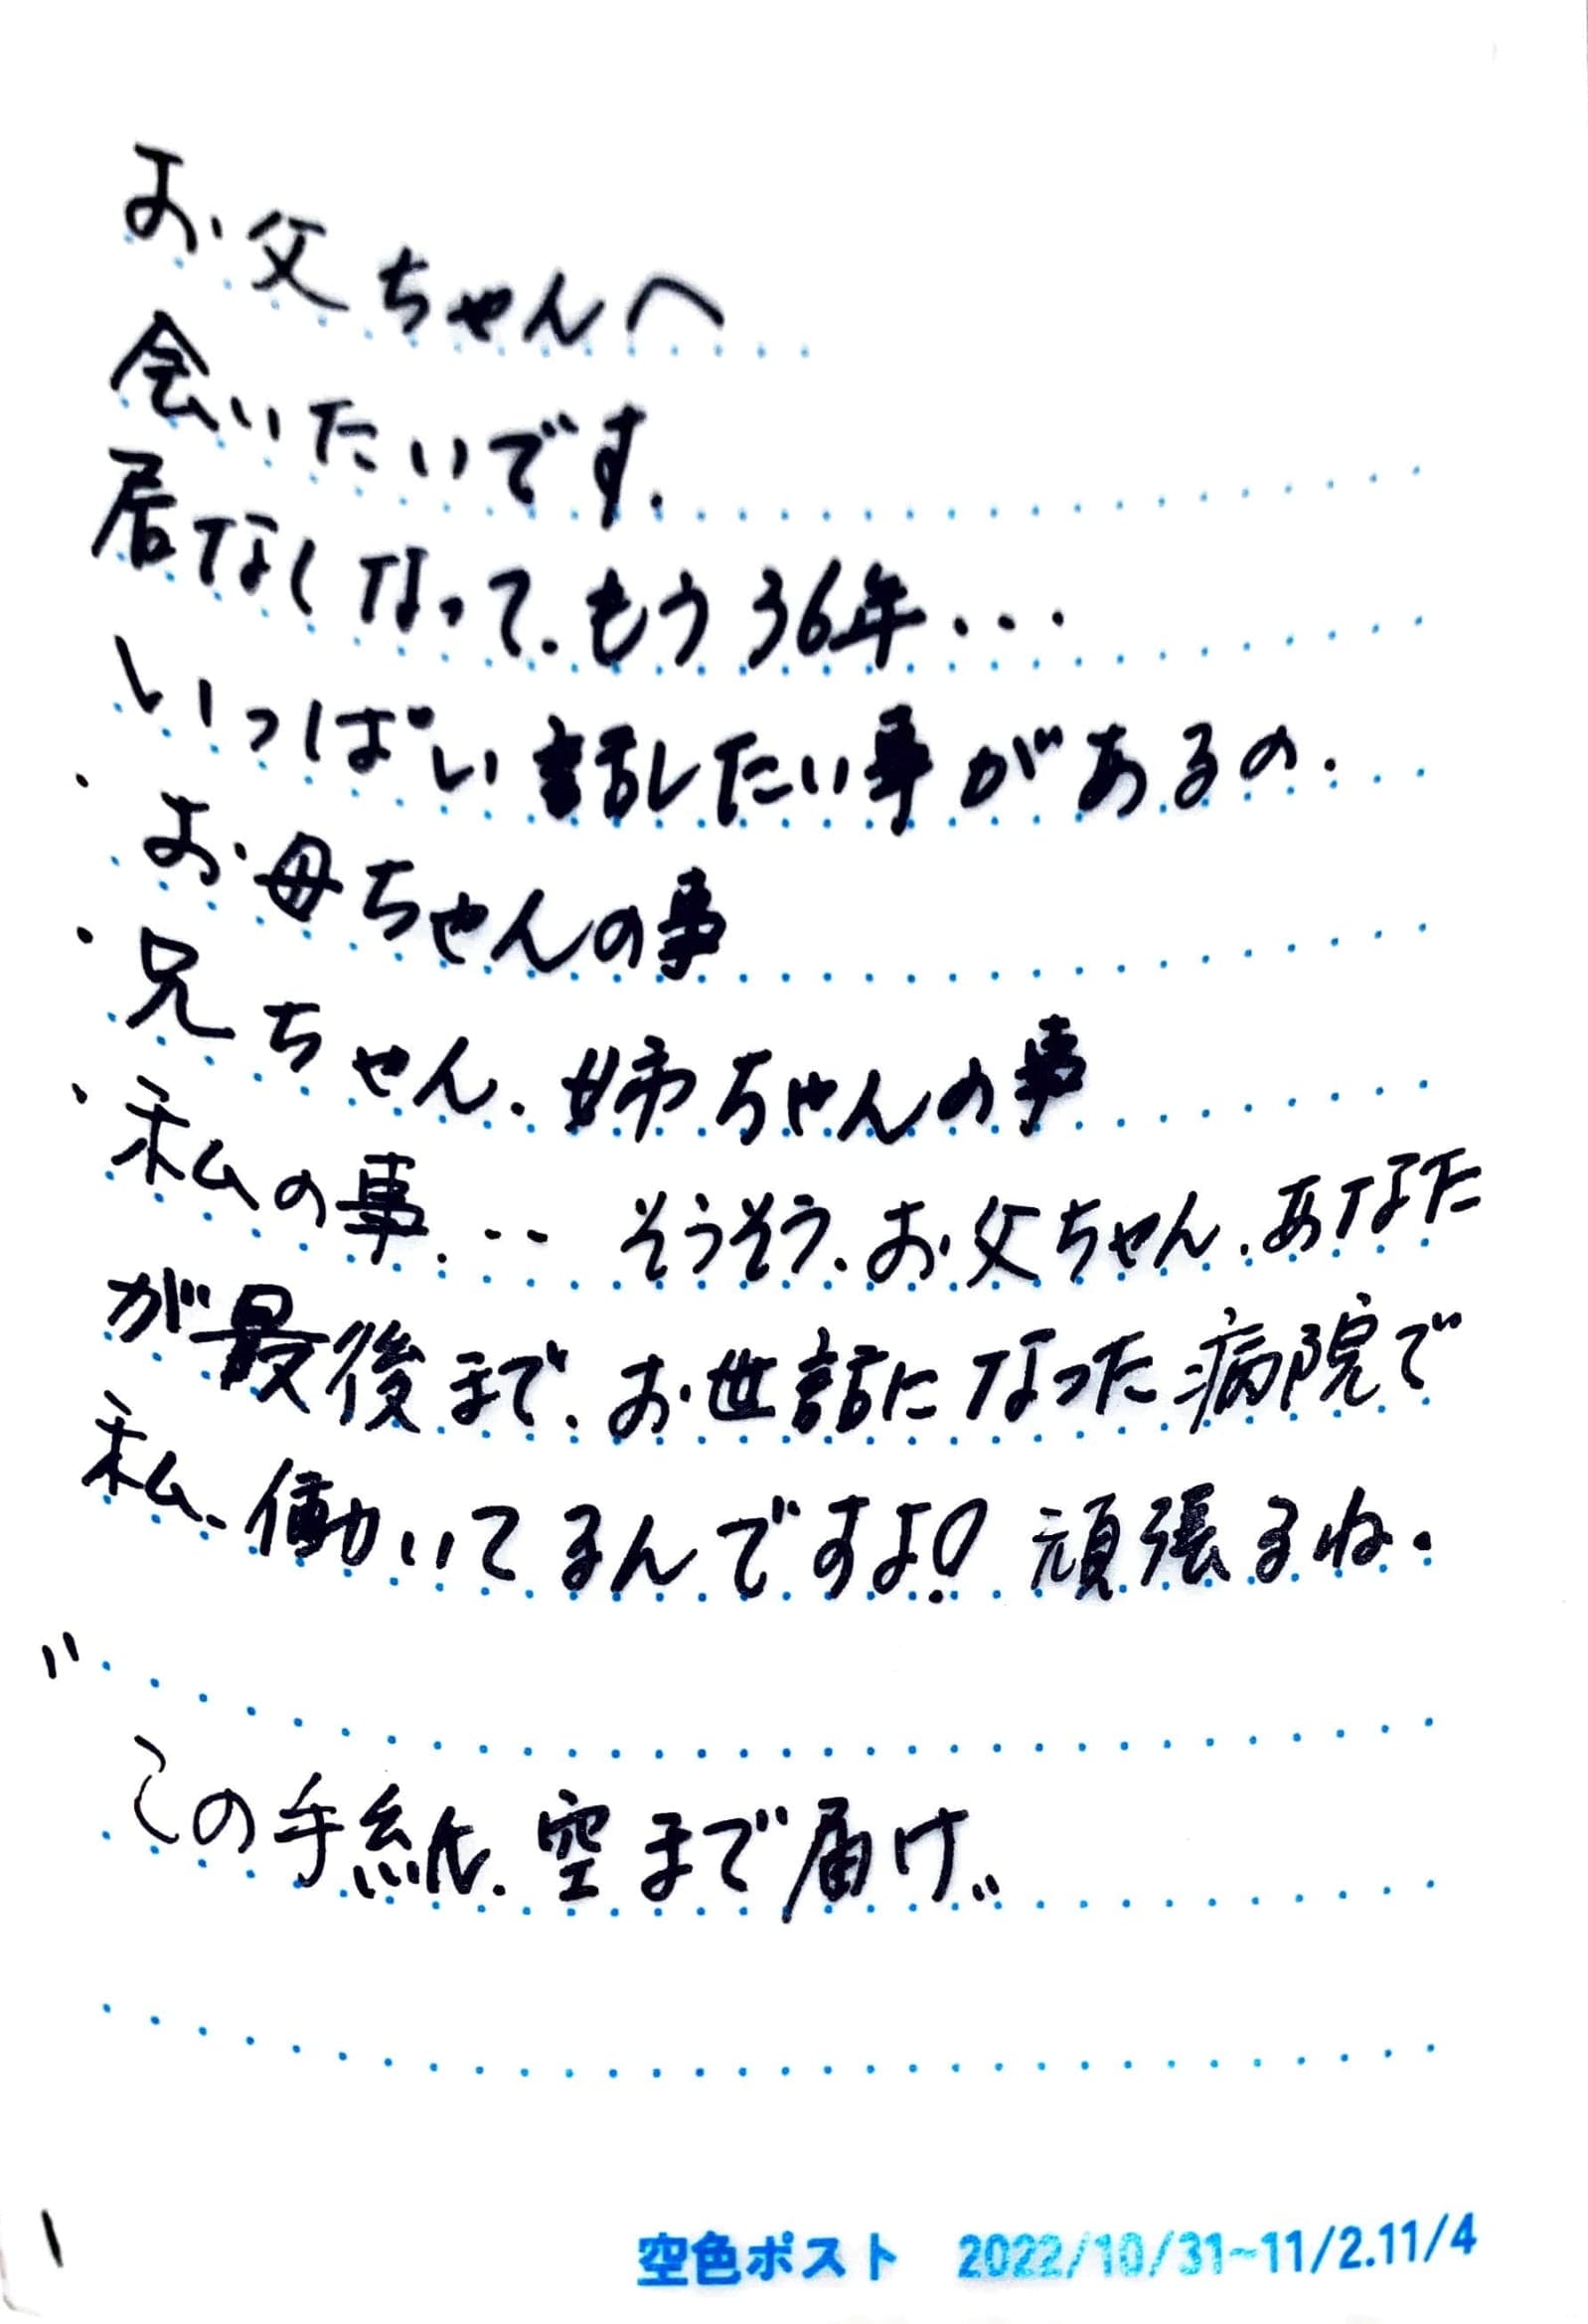 お父ちゃんへ
会いたいです.
居なくなって.もう36年...
いっぱい話したい事があるの.
・お母ちゃんの事
・兄ちゃん.姉ちゃんの事
・私の事... そうそう.お父ちゃん.あなた
が最後まで.お世話になった病院で
私、働いてるんですよ! 頑張るね.
〃
この手紙.空まで届け〃
空色ポスト 2022/10/31~11/2.11/4